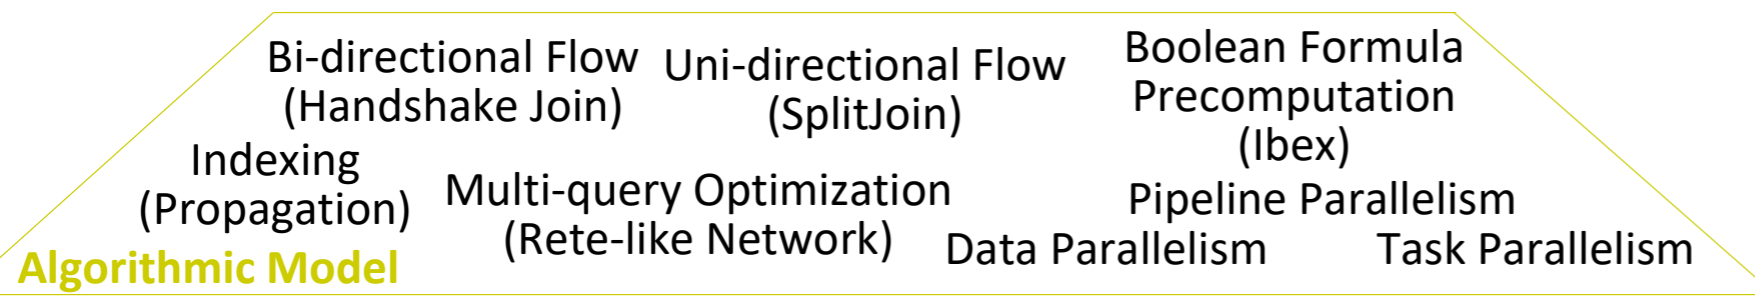 Bi-directional Flow
(Handshake Join)
Uni-directional Flow
(SplitJoin)
Boolean Formula
Precomputation
(Ibex)
Indexing
(Propagation)
Multi-query Optimization
(Rete-like Network)
Pipeline Parallelism
Data Parallelism
Task Parallelism
Algorithmic Model